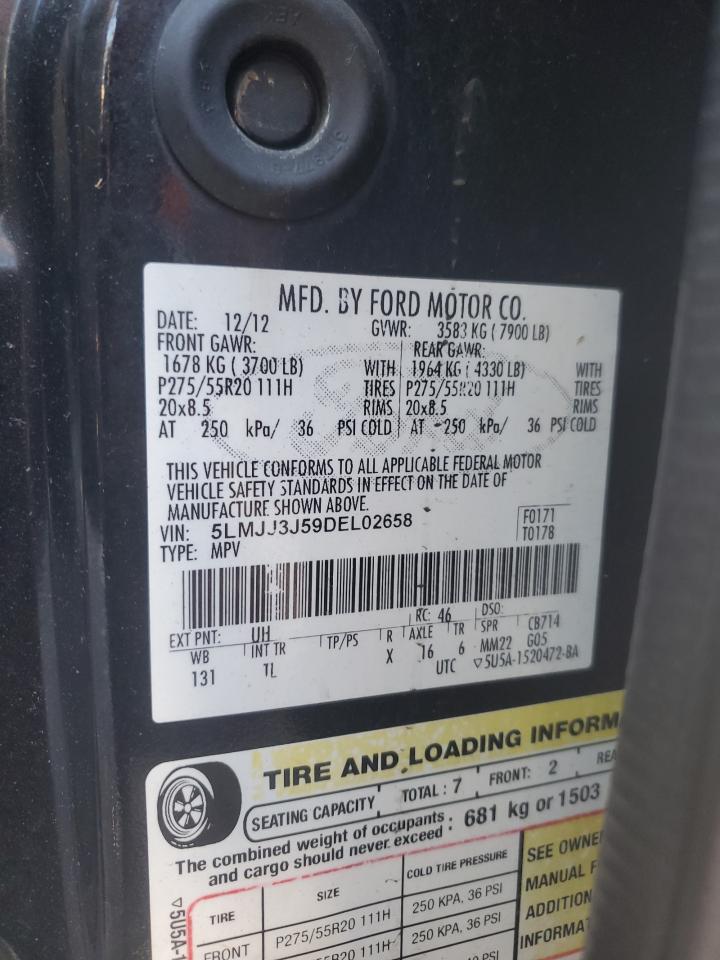 MFD. BY FORD MOTOR CO.
DATE: 12/12 GVWR: 3583 KG ( 7900 LB)
FRONT GAWR: REAR GAWR:
1678 KG ( 3700 LB) WITH 1964 KG ( 4330 LB) WITH
P275/55R20 111H TIRES P275/55R20 111H TIRES
20x8.5 RIMS 20x8.5 RIMS
AT 250 kPa/ 36 PSI COLD AT 250 kPa/ 36 PSI COLD
THIS VEHICLE CONFORMS TO ALL APPLICABLE FEDERAL MOTOR
VEHICLE SAFETY STANDARDS IN EFFECT ON THE DATE OF
MANUFACTURE SHOWN ABOVE.
VIN: 5LMJJ3J59DEL02658 F0171
TYPE: MPV T0178
EXT PNT: UH RC: 46 DSO:
WB INT TR TP/PS R AXLE TR SPR CB714
131 TL X 16 6 MM22 G05
UTC ▽5U5A-1520472-BA
TIRE AND LOADING INFORM
SEATING CAPACITY TOTAL : 7 FRONT: 2 REA
The combined weight of occupants
and cargo should never exceed : 681 kg or 1503
TIRE SIZE COLD TIRE PRESSURE SEE OWNE
MANUAL F
FRONT P275/55R20 111H 250 KPA, 36 PSI ADDITION
250 KPA, 36 PSI INFORMAT
▽5U5A-1